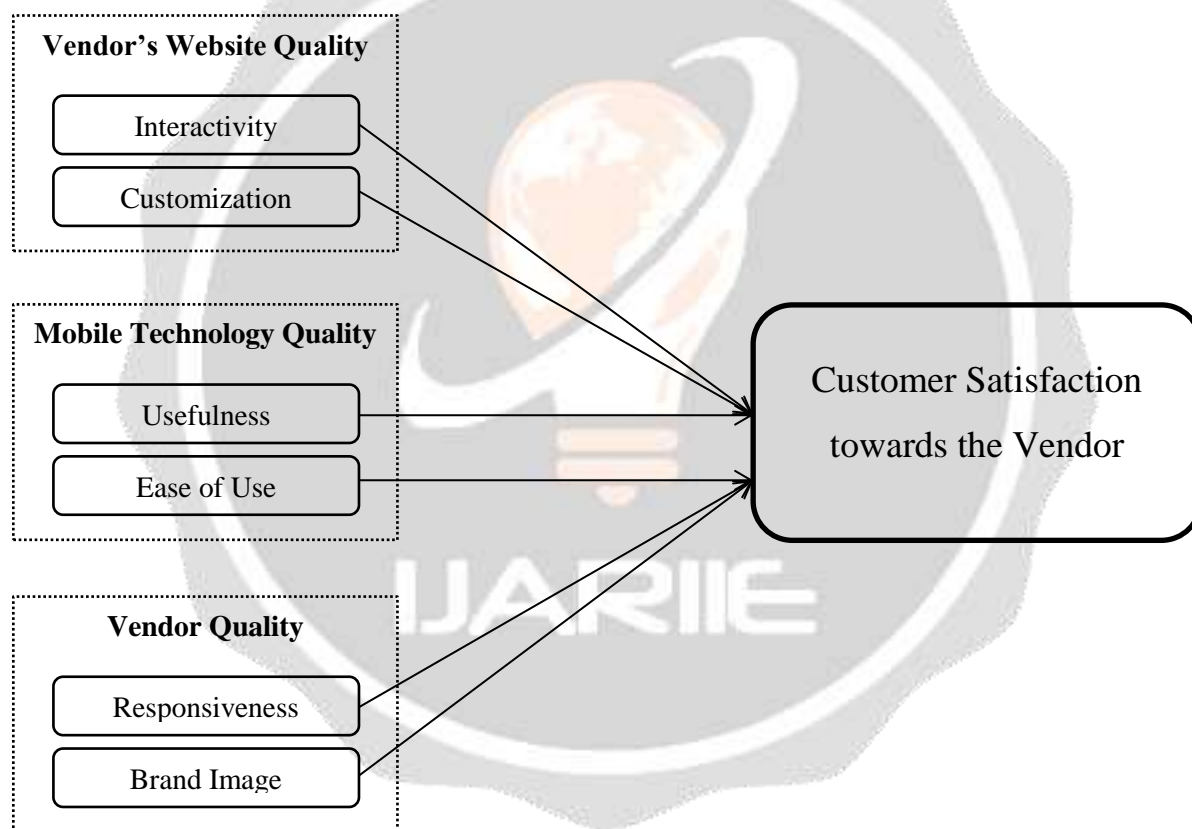 Vendor’s Website Quality
Interactivity
Customization
Mobile Technology Quality
Usefulness
Ease of Use
Customer Satisfaction
towards the Vendor
IJARIIE
Vendor Quality
Responsiveness
Brand Image